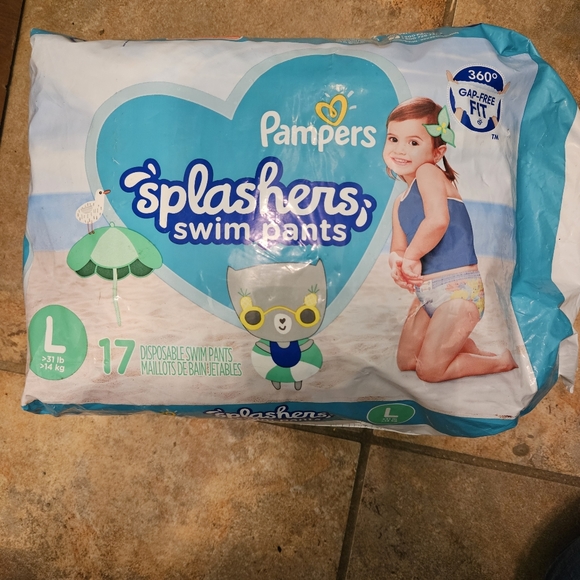 360°
GAP-FREE
FIT
TM
Pampers
splashers
swim pants
L
>31 lb
>14 kg
17 DISPOSABLE SWIM PANTS
MAILLOTS DE BAIN JETABLES
splashers
L